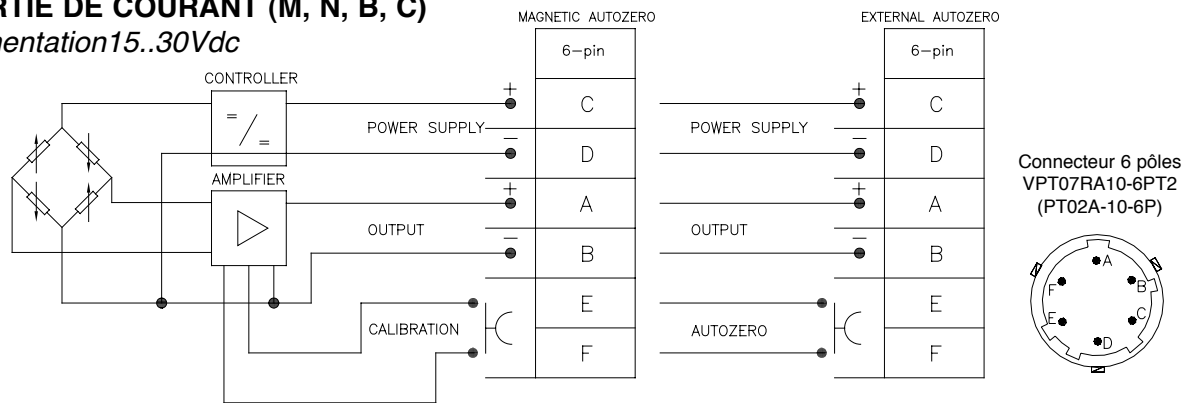 RTIE DE COURANT (M, N, B, C)
mentation15..30Vdc
MAGNETIC AUTOZERO
EXTERNAL AUTOZERO
6-pin
6-pin
CONTROLLER
= / =
POWER SUPPLY
+
C
−
D
POWER SUPPLY
+
C
−
D
AMPLIFIER
OUTPUT
+
A
−
B
OUTPUT
+
A
−
B
CALIBRATION
E
F
AUTOZERO
E
F
Connecteur 6 pôles
VPT07RA10-6PT2
(PT02A-10-6P)
A
B
C
D
E
F